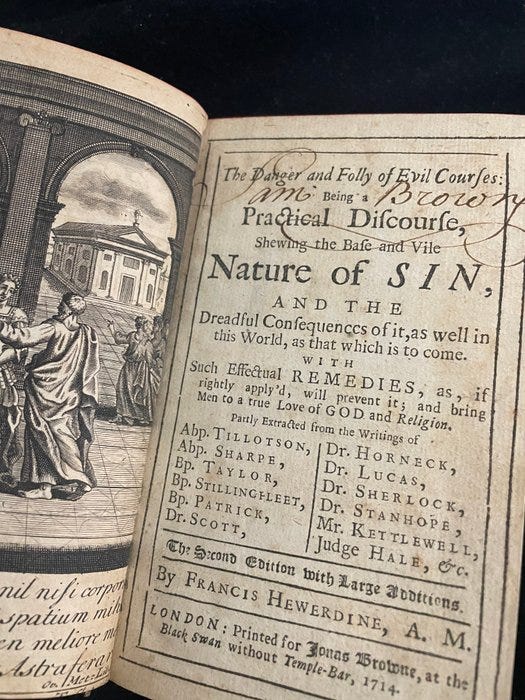 nil niſi corpor
ſpatium mih
en meliore m
Aſtra ferar
The Danger and Folly of Evil Courſes:
am Brown
Being a
Practical Diſcourſe,
Shewing the Baſe and Vile
Nature of SIN,
AND THE
Dreadful Conſequences of it, as well in
this World, as that which is to come.
WITH
Such Effectual REMEDIES, as, if
rightly apply'd, will prevent it; and bring
Men to a true Love of GOD and Religion.
Partly Extracted from the Writings of
Abp. TILLOTSON,
Abp. SHARPE,
Bp. TAYLOR,
Bp. STILLINGFLEET,
Bp. PATRICK,
Dr. SCOTT,
Dr. HORNECK,
Dr. LUCAS,
Dr. SHERLOCK,
Dr. STANHOPE,
Mr. KETTLEWELL,
Judge HALE, &c.
The Second Edition with Large Additions.
By FRANCIS HEWERDINE, A. M.
LONDON: Printed for Jonas Browne, at the
Black Swan without Temple-Bar, 1714.